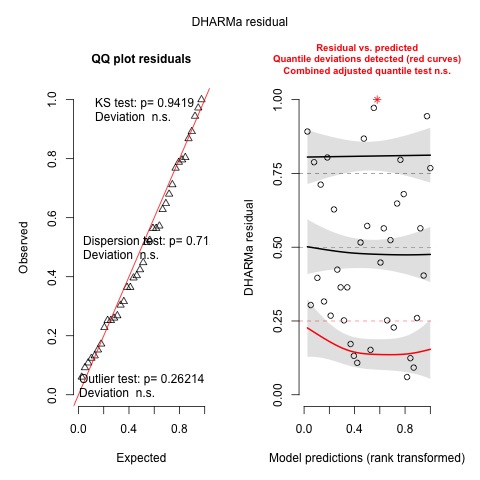 DHARMa residual
QQ plot residuals
KS test: p= 0.9419
Deviation n.s.
Dispersion test: p= 0.71
Deviation n.s.
Outlier test: p= 0.26214
Deviation n.s.
Observed
0.0 0.2 0.4 0.6 0.8 1.0
0.0 0.4 0.8
Expected
Residual vs. predicted
Quantile deviations detected (red curves)
Combined adjusted quantile test n.s.
DHARMa residual
0.00 0.25 0.50 0.75 1.00
0.0 0.4 0.8
Model predictions (rank transformed)